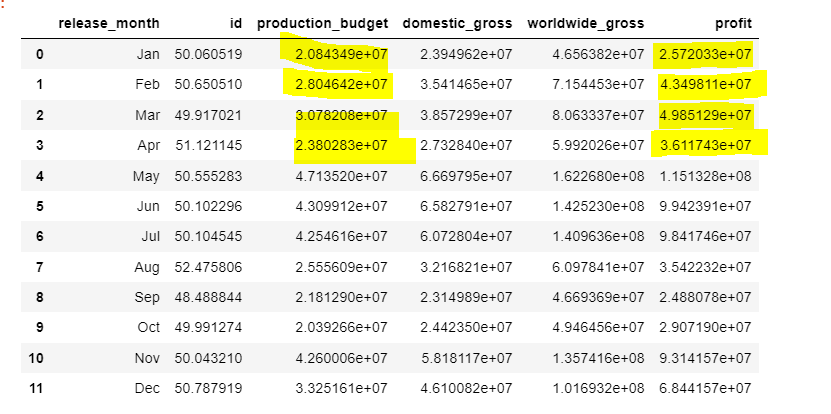 release_month id production_budget domestic_gross worldwide_gross profit
0 Jan 50.060519 2.084349e+07 2.394962e+07 4.656382e+07 2.572033e+07
1 Feb 50.650510 2.804642e+07 3.541465e+07 7.154453e+07 4.349811e+07
2 Mar 49.917021 3.078208e+07 3.857299e+07 8.063337e+07 4.985129e+07
3 Apr 51.121145 2.380283e+07 2.732840e+07 5.992026e+07 3.611743e+07
4 May 50.555283 4.713520e+07 6.669795e+07 1.622680e+08 1.151328e+08
5 Jun 50.102296 4.309912e+07 6.582791e+07 1.425230e+08 9.942391e+07
6 Jul 50.104545 4.254616e+07 6.072804e+07 1.409636e+08 9.841746e+07
7 Aug 52.475806 2.555609e+07 3.216821e+07 6.097841e+07 3.542232e+07
8 Sep 48.488844 2.181290e+07 2.314989e+07 4.669369e+07 2.488078e+07
9 Oct 49.991274 2.039266e+07 2.442350e+07 4.946456e+07 2.907190e+07
10 Nov 50.043210 4.260006e+07 5.818117e+07 1.357416e+08 9.314157e+07
11 Dec 50.787919 3.325161e+07 4.610082e+07 1.016932e+08 6.844157e+07